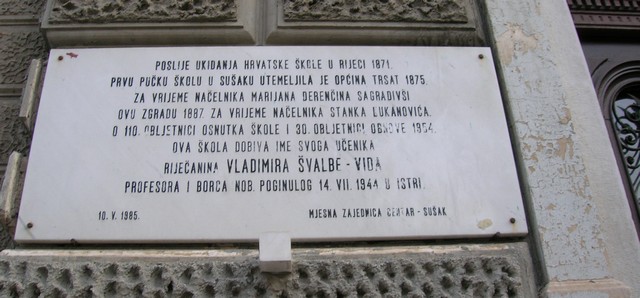 POSLIJE UKIDANJA HRVATSKE ŠKOLE U RIJECI 1871.
PRVU PUČKU ŠKOLU U SUŠAKU UTEMELJILA JE OPĆINA TRSAT 1875.
ZA VRIJEME NAČELNIKA MARIJANA DERENČINA SAGRADIVŠI
OVU ZGRADU 1887. ZA VRIJEME NAČELNIKA STANKA LUKANOVIĆA.
O 110. OBLJETNICI OSNUTKA ŠKOLE I 30. OBLJETNICI OBNOVE 1954.
OVA ŠKOLA DOBIVA IME SVOGA UČENIKA
RIJEČANINA VLADIMIRA ŠVALBE - VIDA
PROFESORA I BORCA NOB. POGINULOG 14. VII. 1944 U ISTRI.
10. V. 1985. MJESNA ZAJEDNICA CENTAR - SUŠAK